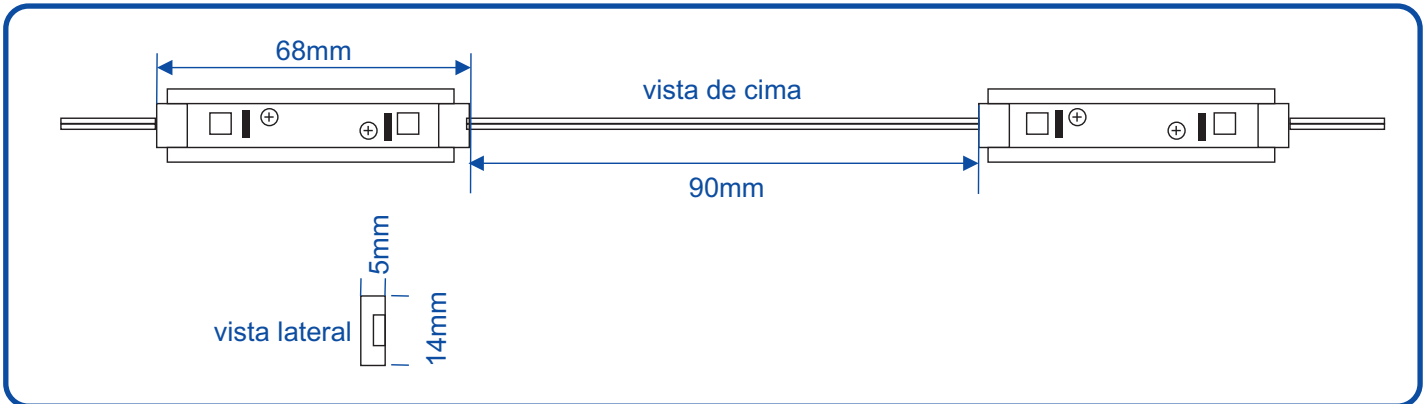 68mm
vista de cima
90mm
5mm
vista lateral
14mm